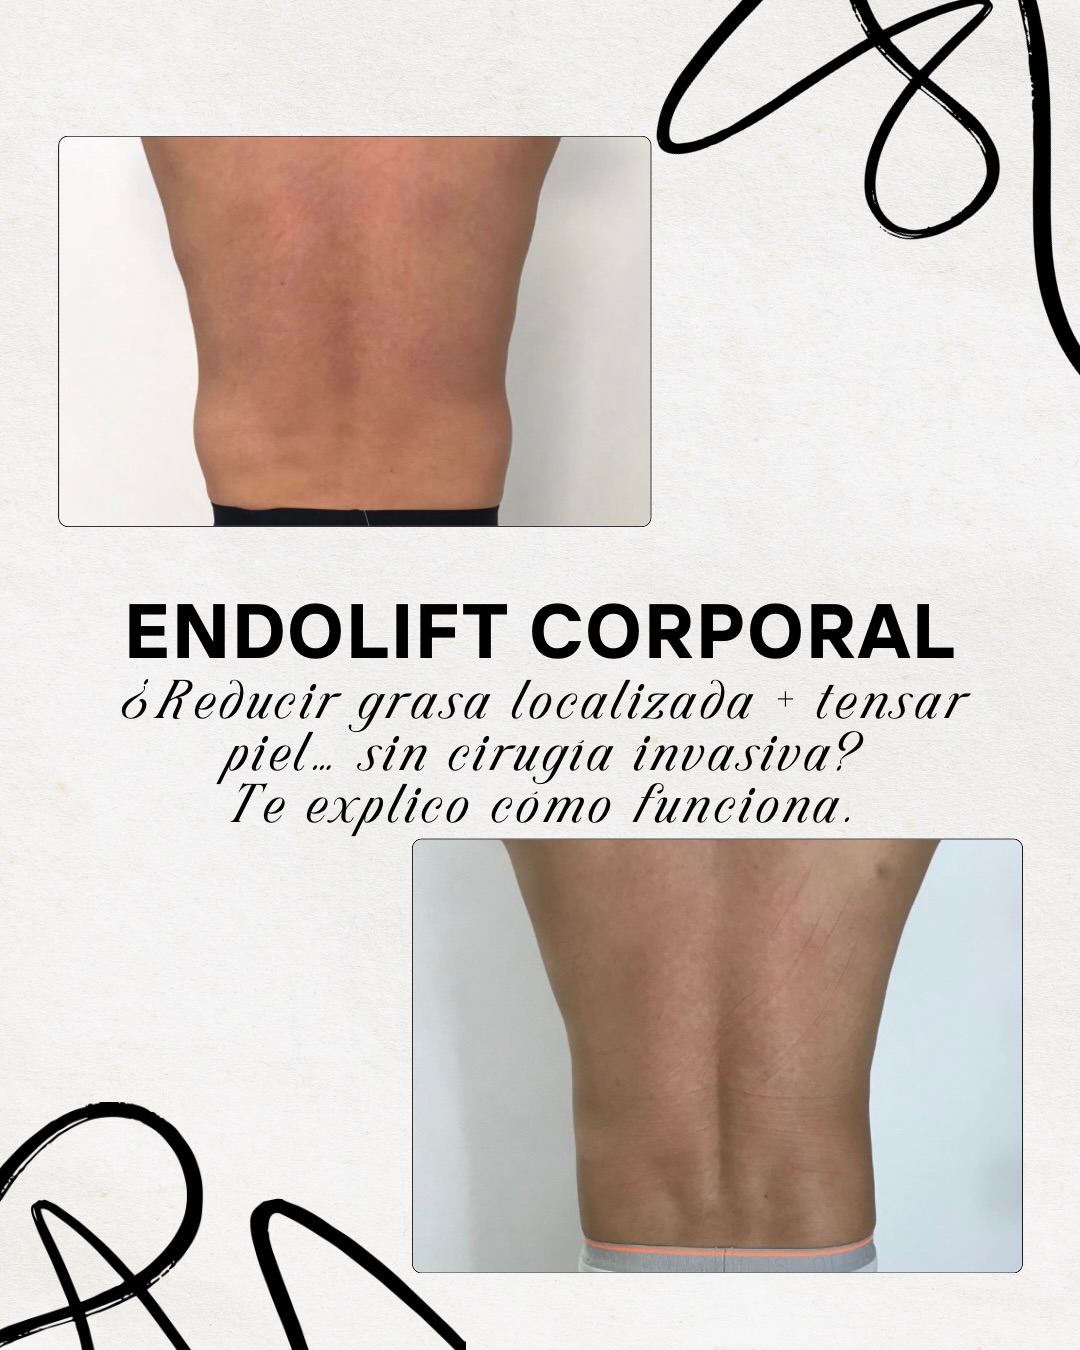 ENDOLIFT CORPORAL
¿Reducir grasa localizada + tensar
piel... sin cirugía invasiva?
Te explico cómo funciona.